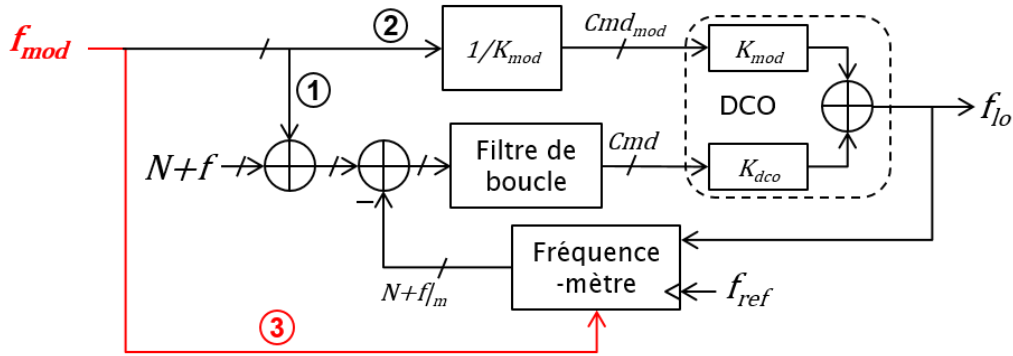 f_mod
②
1/K_mod
Cmd_mod
K_mod
①
DCO
f_lo
N+f
−
Filtre de
boucle
Cmd
K_dco
Fréquence
-mètre
N+f|_m
f_ref
③